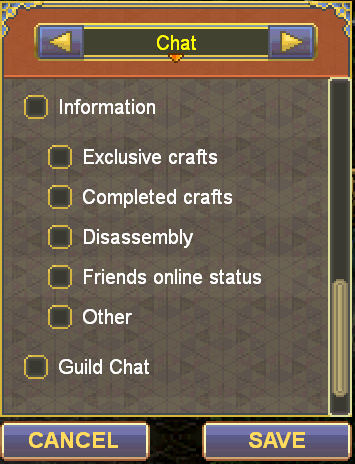 Chat
Information
Exclusive crafts
Completed crafts
Disassembly
Friends online status
Other
Guild Chat
CANCEL SAVE